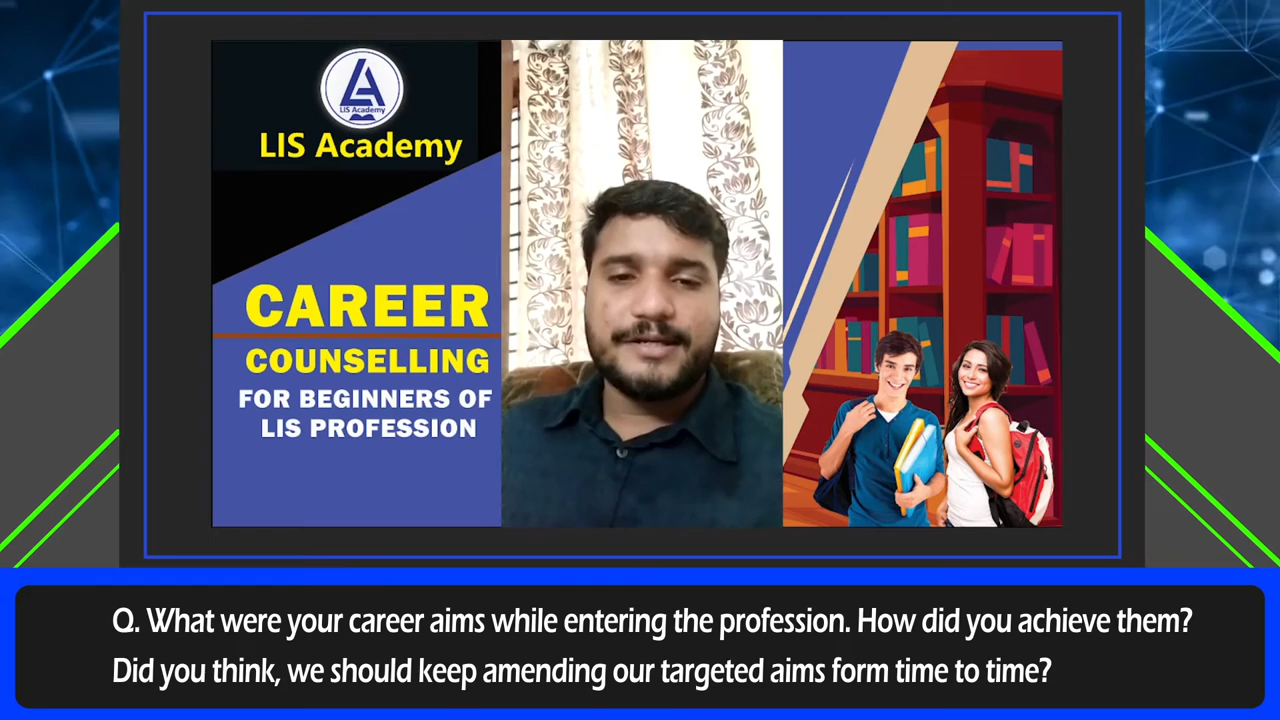 LIS Academy
LIS Academy
CAREER
COUNSELLING
FOR BEGINNERS OF
LIS PROFESSION
Q. What were your career aims while entering the profession. How did you achieve them?
Did you think, we should keep amending our targeted aims form time to time?